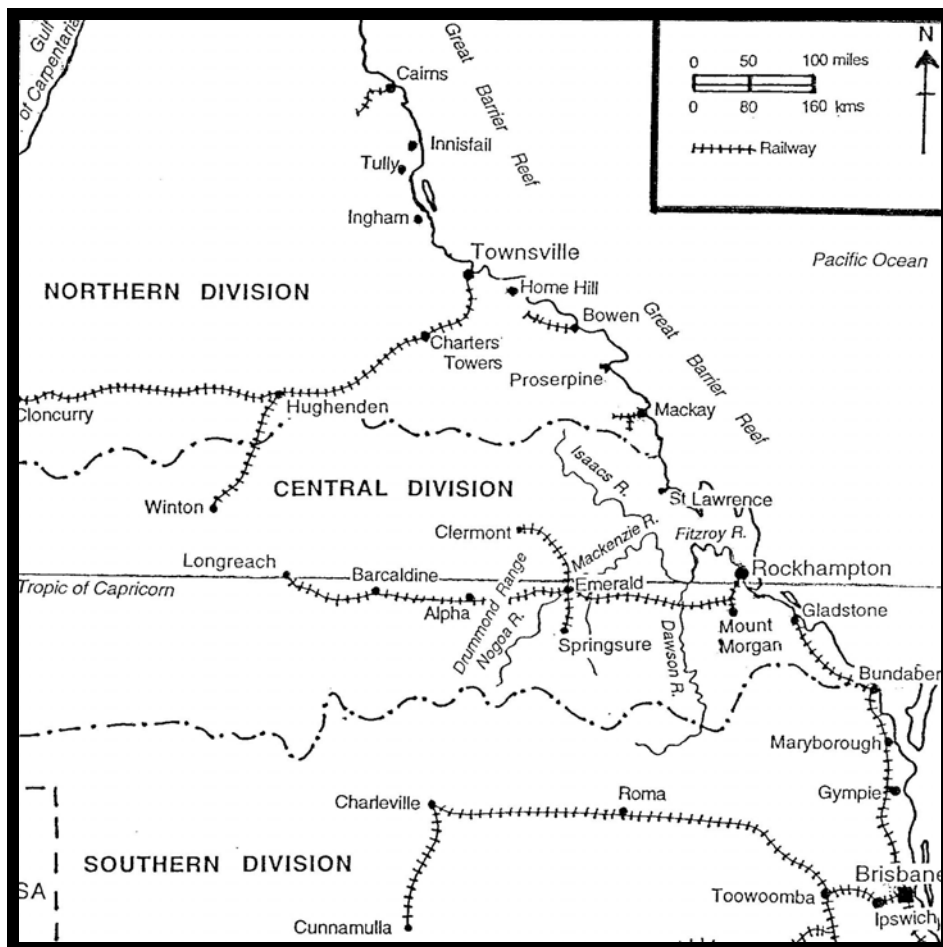 Gulf
of Carpentaria
Cairns
Great Barrier Reef
Innisfail
Tully
Ingham
Townsville
Home Hill
Bowen
Charters
Towers
Proserpine
Mackay
Great Barrier Reef
Pacific Ocean
N
0 50 100 miles
0 80 160 kms
Railway
NORTHERN DIVISION
Cloncurry
Hughenden
Winton
CENTRAL DIVISION
Isaacs R.
St Lawrence
Clermont
Mackenzie R.
Fitzroy R.
Longreach
Barcaldine
Emerald
Rockhampton
Tropic of Capricorn
Alpha
Drummond Range
Nogoa R.
Springsure
Dawson R.
Mount
Morgan
Gladstone
Bundaber
Maryborough
Gympie
Charleville
Roma
SOUTHERN DIVISION
SA
Cunnamulla
Toowoomba
Brisbane
Ipswich